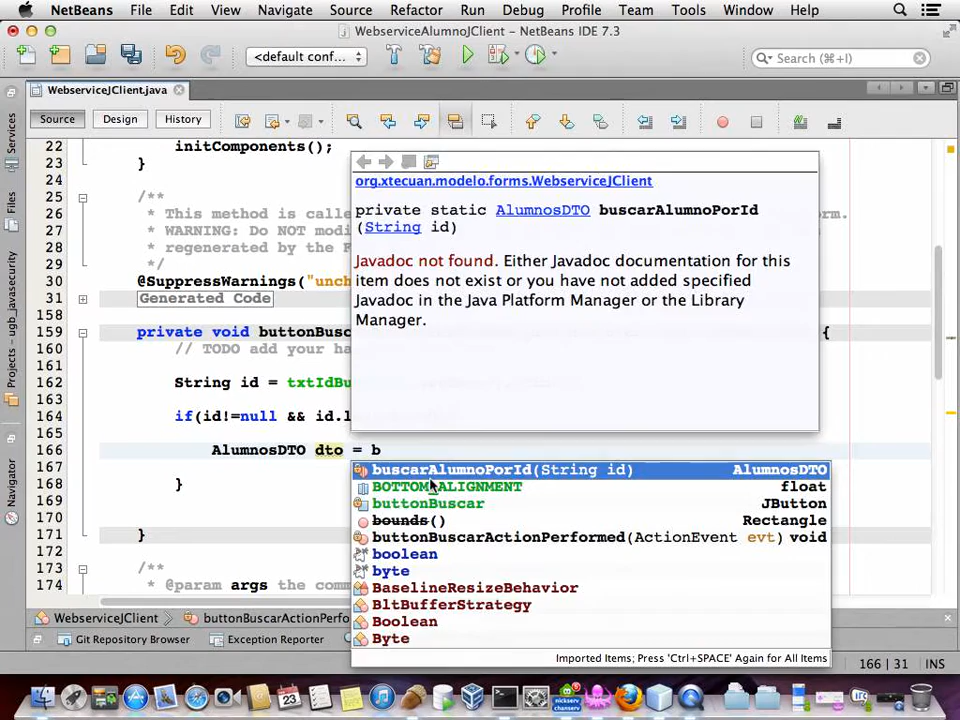 NetBeans File Edit View Navigate Source Refactor Run Debug Profile Team Tools Window Help
WebserviceAlumnoJClient - NetBeans IDE 7.3
<default conf...
Search (⌘+I)
WebserviceJClient.java
Source Design History
Services
Files
Projects - ugb_javasecurity
Navigator
22 initComponents();
23 }
24
25 /**
26 * This method is calle
27 * WARNING: Do NOT modi
28 * regenerated by the F
29 */
30 @SuppressWarnings("unch
31 Generated Code
158
159 private void buttonBusc
160 // TODO add your ha
161
162 String id = txtIdBu
163
164 if(id!=null && id.l
165
166 AlumnosDTO dto = b
167
168 }
169
170
171 }
172
173 /**
174 * @param args the comm
rm.
{
org.xtecuan.modelo.forms.WebserviceJClient
private static AlumnosDTO buscarAlumnoPorId
(String id)
Javadoc not found. Either Javadoc documentation for this
item does not exist or you have not added specified
Javadoc in the Java Platform Manager or the Library
Manager.
buscarAlumnoPorId(String id) AlumnosDTO
BOTTOM_ALIGNMENT float
buttonBuscar JButton
bounds() Rectangle
buttonBuscarActionPerformed(ActionEvent evt) void
boolean
byte
BaselineResizeBehavior
BltBufferStrategy
Boolean
Byte
Imported Items; Press 'Ctrl+SPACE' Again for All Items
WebserviceJClient buttonBuscarActionPerfo
Git Repository Browser Exception Reporter
166 | 31 INS